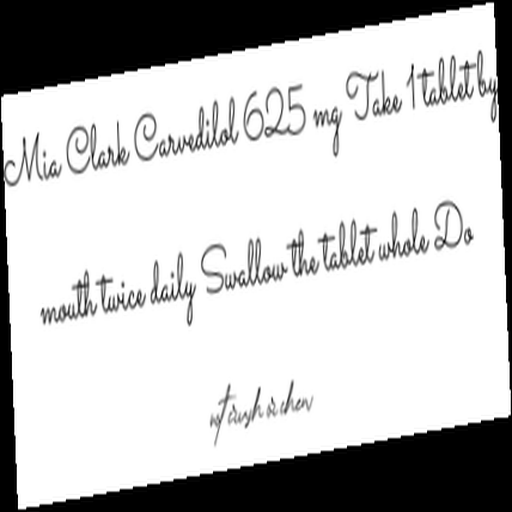 Mia Clark Carvedilol 625 mg Take 1 tablet by
mouth twice daily Swallow the tablet whole Do
not crush or chew